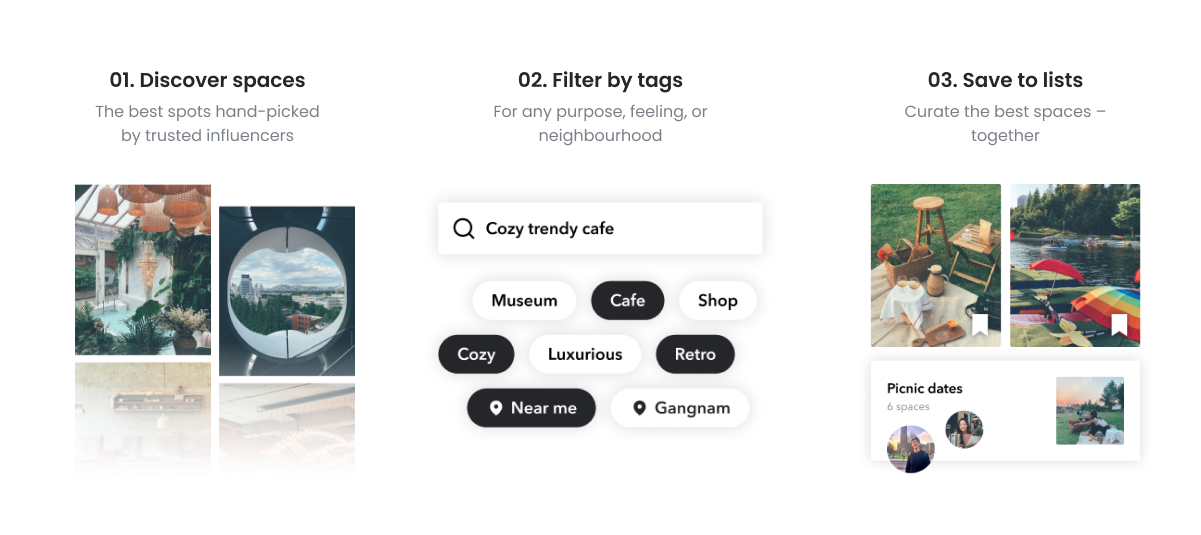 01. Discover spaces
The best spots hand-picked
by trusted influencers
02. Filter by tags
For any purpose, feeling, or
neighbourhood
Cozy trendy cafe
Museum
Cafe
Shop
Cozy
Luxurious
Retro
Near me
Gangnam
03. Save to lists
Curate the best spaces –
together
Picnic dates
6 spaces